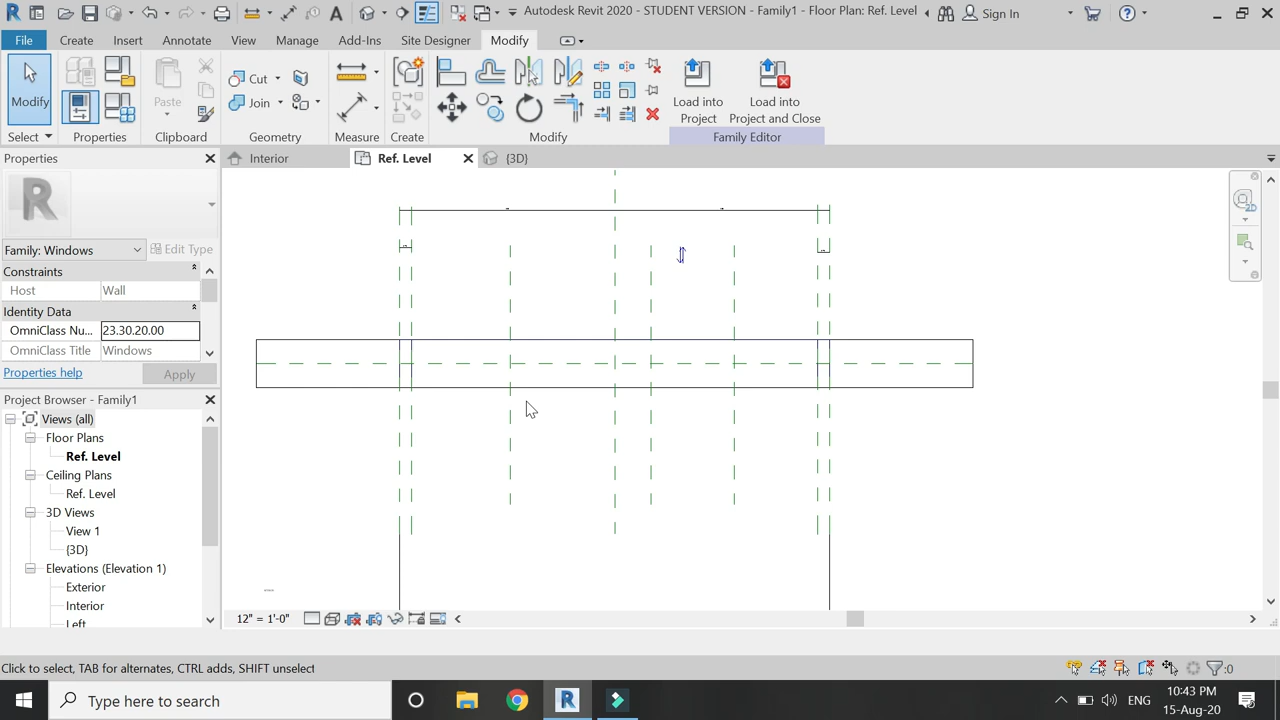 Autodesk Revit 2020 - STUDENT VERSION - Family1 - Floor Plan: Ref. Level
Sign In
File Create Insert Annotate View Manage Add-Ins Site Designer Modify
Modify
Paste
Cut
Join
Load into
Project
Load into
Project and Close
Select Properties Clipboard Geometry Measure Create Modify Family Editor
Properties
Interior
Ref. Level
{3D}
Family: Windows
Edit Type
Constraints
Host Wall
Identity Data
OmniClass Nu... 23.30.20.00
OmniClass Title Windows
Properties help
Apply
Project Browser - Family1
Views (all)
Floor Plans
Ref. Level
Ceiling Plans
Ref. Level
3D Views
View 1
{3D}
Elevations (Elevation 1)
Exterior
Interior
Left
12" = 1'-0"
Click to select, TAB for alternates, CTRL adds, SHIFT unselect
:0
Type here to search
ENG
10:43 PM
15-Aug-20